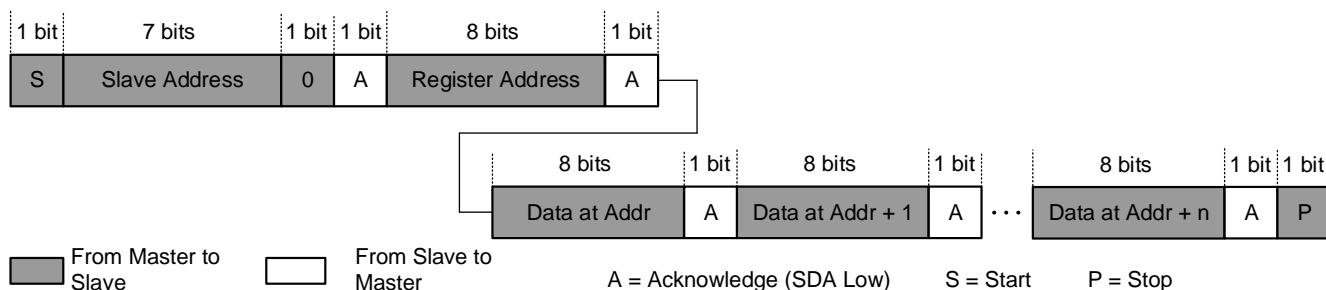 1 bit 7 bits 1 bit 1 bit 8 bits 1 bit
S Slave Address 0 A Register Address A
8 bits 1 bit 8 bits 1 bit 8 bits 1 bit 1 bit
Data at Addr A Data at Addr + 1 A ··· Data at Addr + n A P
From Master to
Slave
From Slave to
Master
A = Acknowledge (SDA Low) S = Start P = Stop